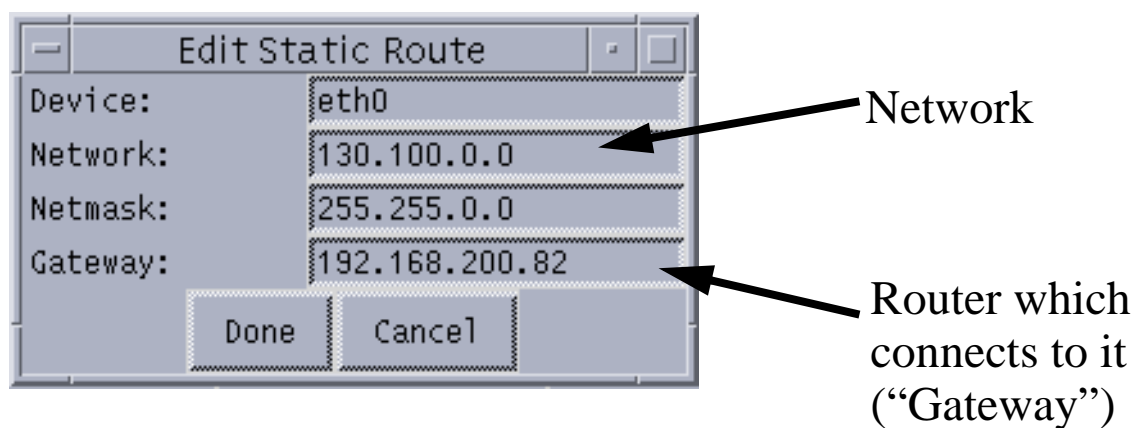 Edit Static Route
Device: eth0
Network: 130.100.0.0
Netmask: 255.255.0.0
Gateway: 192.168.200.82
Done Cancel
Network
Router which
connects to it
(“Gateway”)